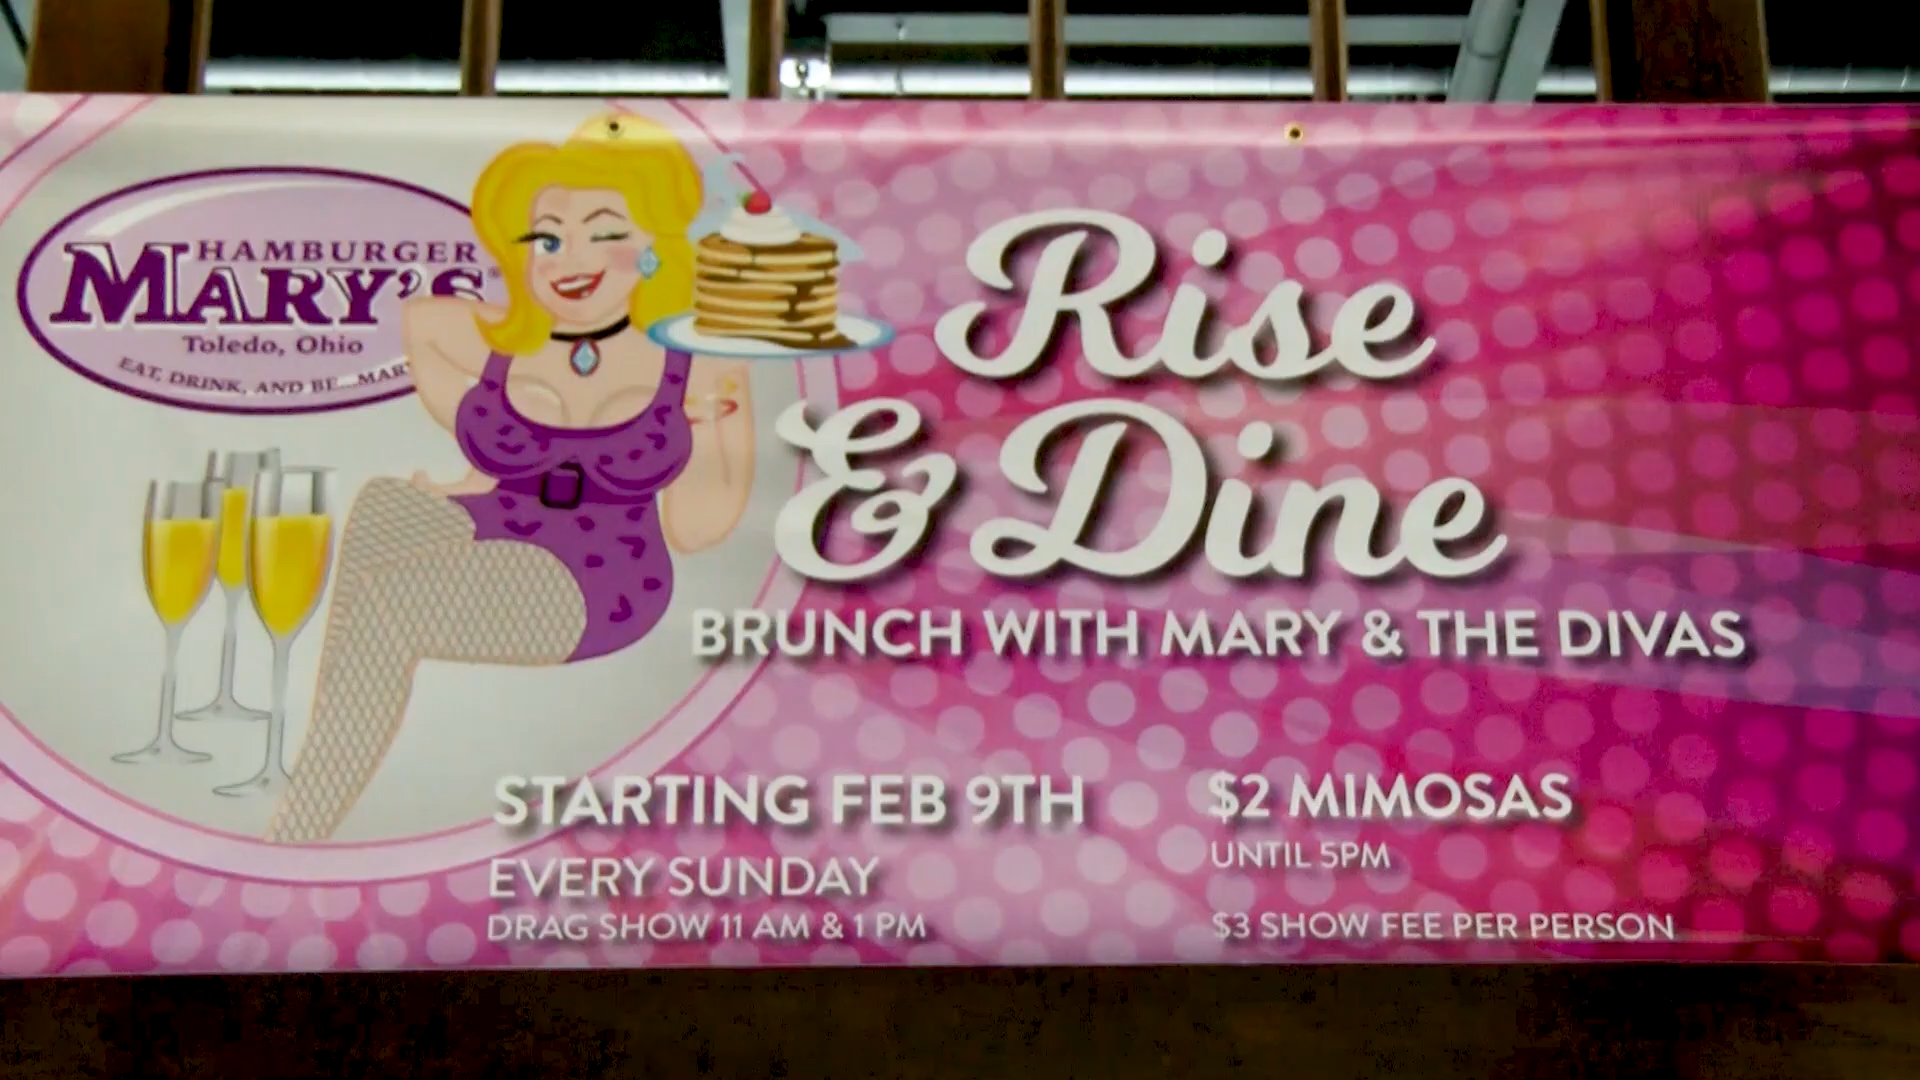 HAMBURGER
MARY'S
Toledo, Ohio
EAT, DRINK, AND BE...
Rise
& Dine
BRUNCH WITH MARY & THE DIVAS
STARTING FEB 9TH
EVERY SUNDAY
DRAG SHOW 11 AM & 1 PM
$2 MIMOSAS
UNTIL 5PM
$3 SHOW FEE PER PERSON